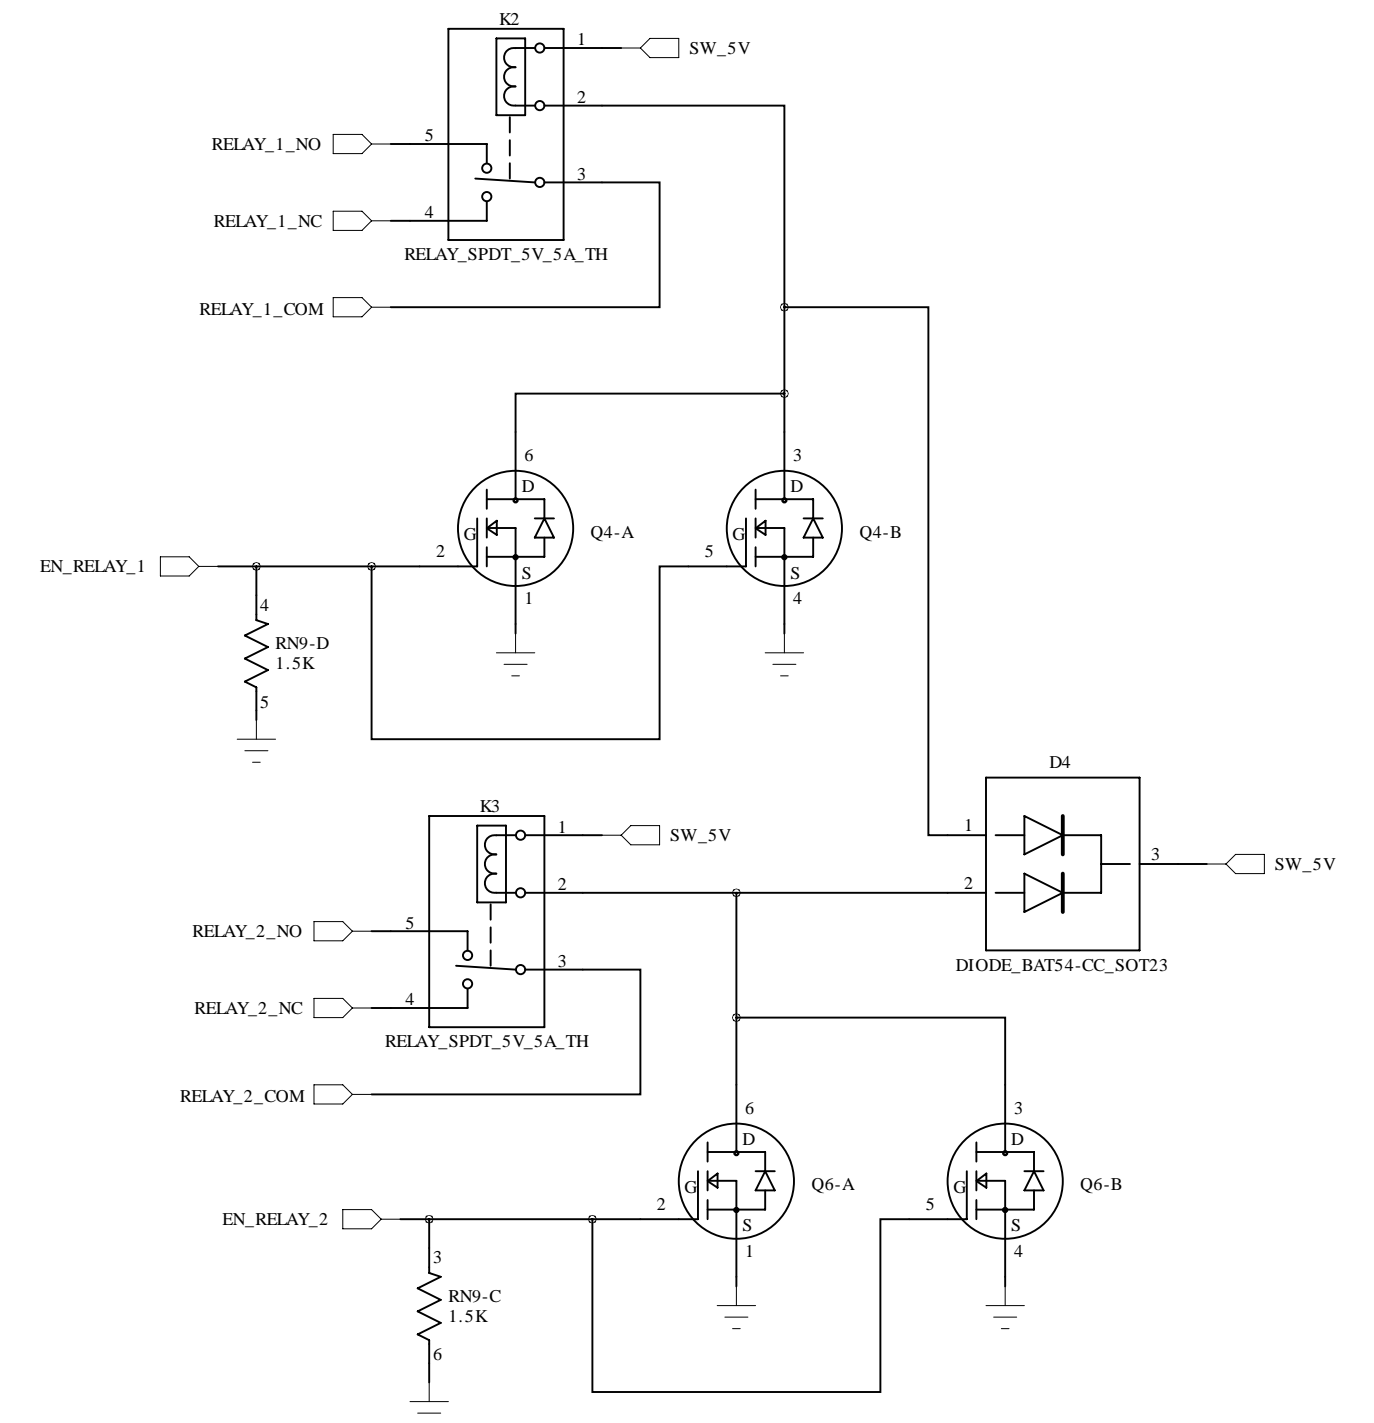 K2
1
SW_5V
2
RELAY_1_NO
5
3
RELAY_1_NC
4
RELAY_SPDT_5V_5A_TH
RELAY_1_COM
6
3
D
D
G
Q4-A
G
Q4-B
2
5
EN_RELAY_1
S
S
1
4
4
RN9-D
1.5K
5
D4
K3
1
SW_5V
1
3
SW_5V
2
2
RELAY_2_NO
5
3
DIODE_BAT54-CC_SOT23
RELAY_2_NC
4
RELAY_SPDT_5V_5A_TH
RELAY_2_COM
6
3
D
D
G
Q6-A
G
Q6-B
2
5
EN_RELAY_2
S
S
1
4
3
RN9-C
1.5K
6